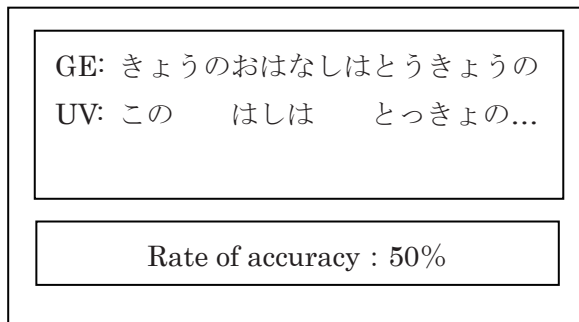 GE: きょうのおはなしはとうきょうの
UV: この　　はしは　　とっきょの...
Rate of accuracy：50%